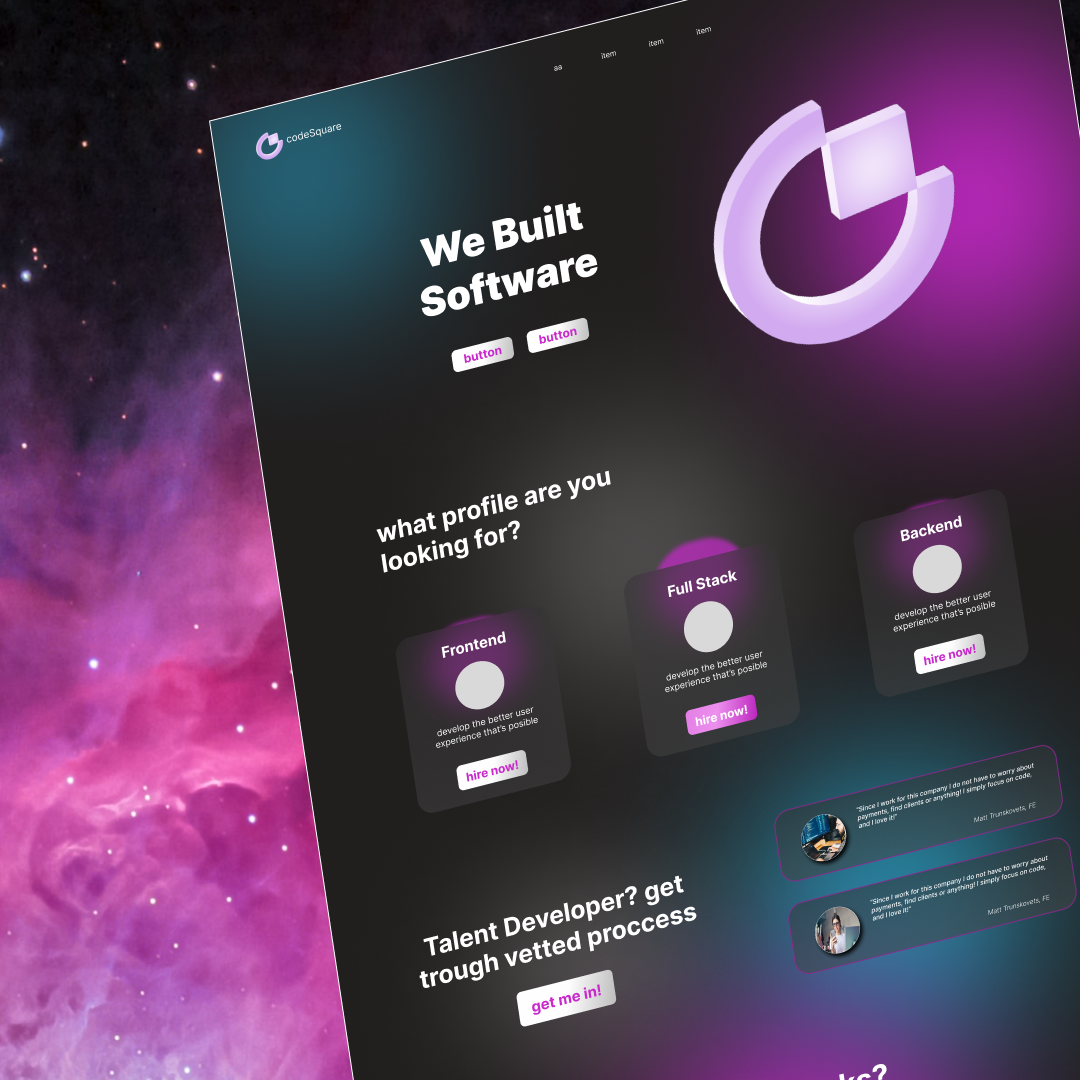 aa
item
item
item
codeSquare
We Built
Software
button
button
what profile are you
looking for?
Frontend
develop the better user
experience that's posible
hire now!
Full Stack
develop the better user
experience that's posible
hire now!
Backend
develop the better user
experience that's posible
hire now!
"Since I work for this company I do not have to worry about
payments, find clients or anything! I simply focus on code,
and I love it!"
Matt Trunskovets, FE
"Since I work for this company I do not have to worry about
payments, find clients or anything! I simply focus on code,
and I love it!"
Matt Trunskovets, FE
Talent Developer? get
trough vetted proccess
get me in!